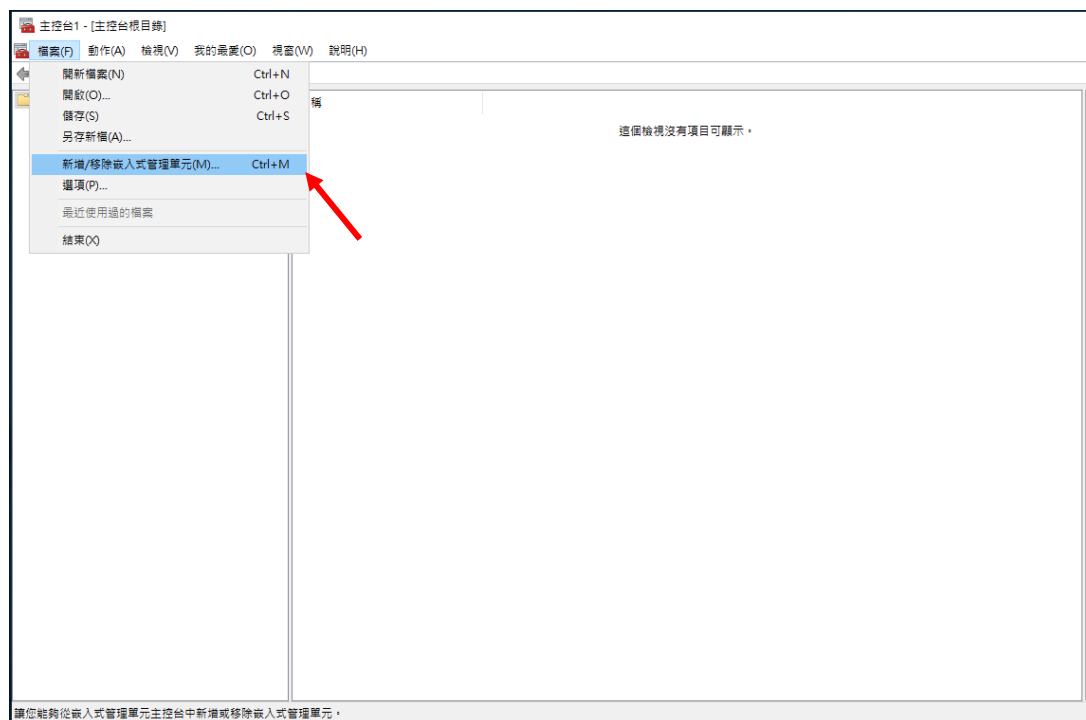 主控台1 - [主控台根目錄]
檔案(F) 動作(A) 檢視(V) 我的最愛(O) 視窗(W) 說明(H)
開新檔案(N) Ctrl+N
開啟(O)... Ctrl+O
儲存(S) Ctrl+S
另存新檔(A)...
新增/移除嵌入式管理單元(M)... Ctrl+M
選項(P)...
最近使用過的檔案
結束(X)
稱
這個檢視沒有項目可顯示。
讓您能夠從嵌入式管理單元主控台中新增或移除嵌入式管理單元。